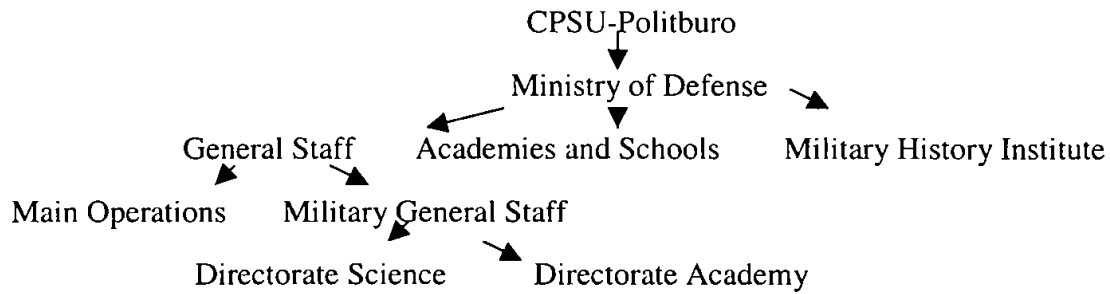 CPSU-Politburo
Ministry of Defense
General Staff Academies and Schools Military History Institute
Main Operations Military General Staff
Directorate Science Directorate Academy